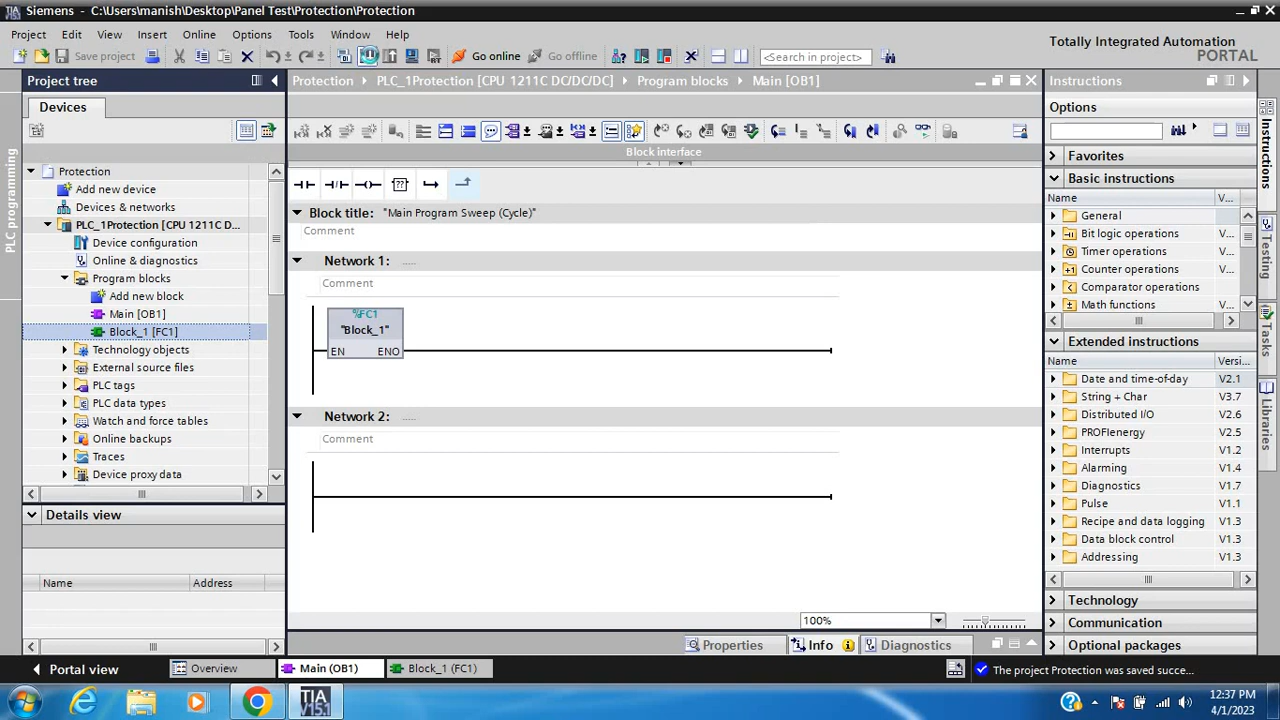 Siemens - C:\Users\manish\Desktop\Panel Test\Protection\Protection
Project Edit View Insert Online Options Tools Window Help
Totally Integrated Automation
PORTAL
Save project
Go online
Go offline
<Search in project>
Project tree
Protection PLC_1Protection [CPU 1211C DC/DC/DC] Program blocks Main [OB1]
Instructions
Devices
Options
PLC programming
Block interface
Protection
Add new device
Devices & networks
PLC_1Protection [CPU 1211C D...
Device configuration
Online & diagnostics
Program blocks
Add new block
Main [OB1]
Block_1 [FC1]
Technology objects
External source files
PLC tags
PLC data types
Watch and force tables
Online backups
Traces
Device proxy data
Details view
Name Address
Block title: "Main Program Sweep (Cycle)"
Comment
Network 1: .....
Comment
%FC1
"Block_1"
EN ENO
Network 2: .....
Comment
100%
Favorites
Basic instructions
Name V...
General
Bit logic operations V...
Timer operations V...
Counter operations V...
Comparator operations V...
Math functions V...
Extended instructions
Name Versi...
Date and time-of-day V2.1
String + Char V3.7
Distributed I/O V2.6
PROFIenergy V2.5
Interrupts V1.2
Alarming V1.4
Diagnostics V1.7
Pulse V1.1
Recipe and data logging V1.3
Data block control V1.3
Addressing V1.3
Technology
Communication
Optional packages
Instructions
Testing
Tasks
Libraries
Properties Info Diagnostics
Portal view Overview Main (OB1) Block_1 (FC1) The project Protection was saved succe...
TIA
V15.1
12:37 PM
4/1/2023